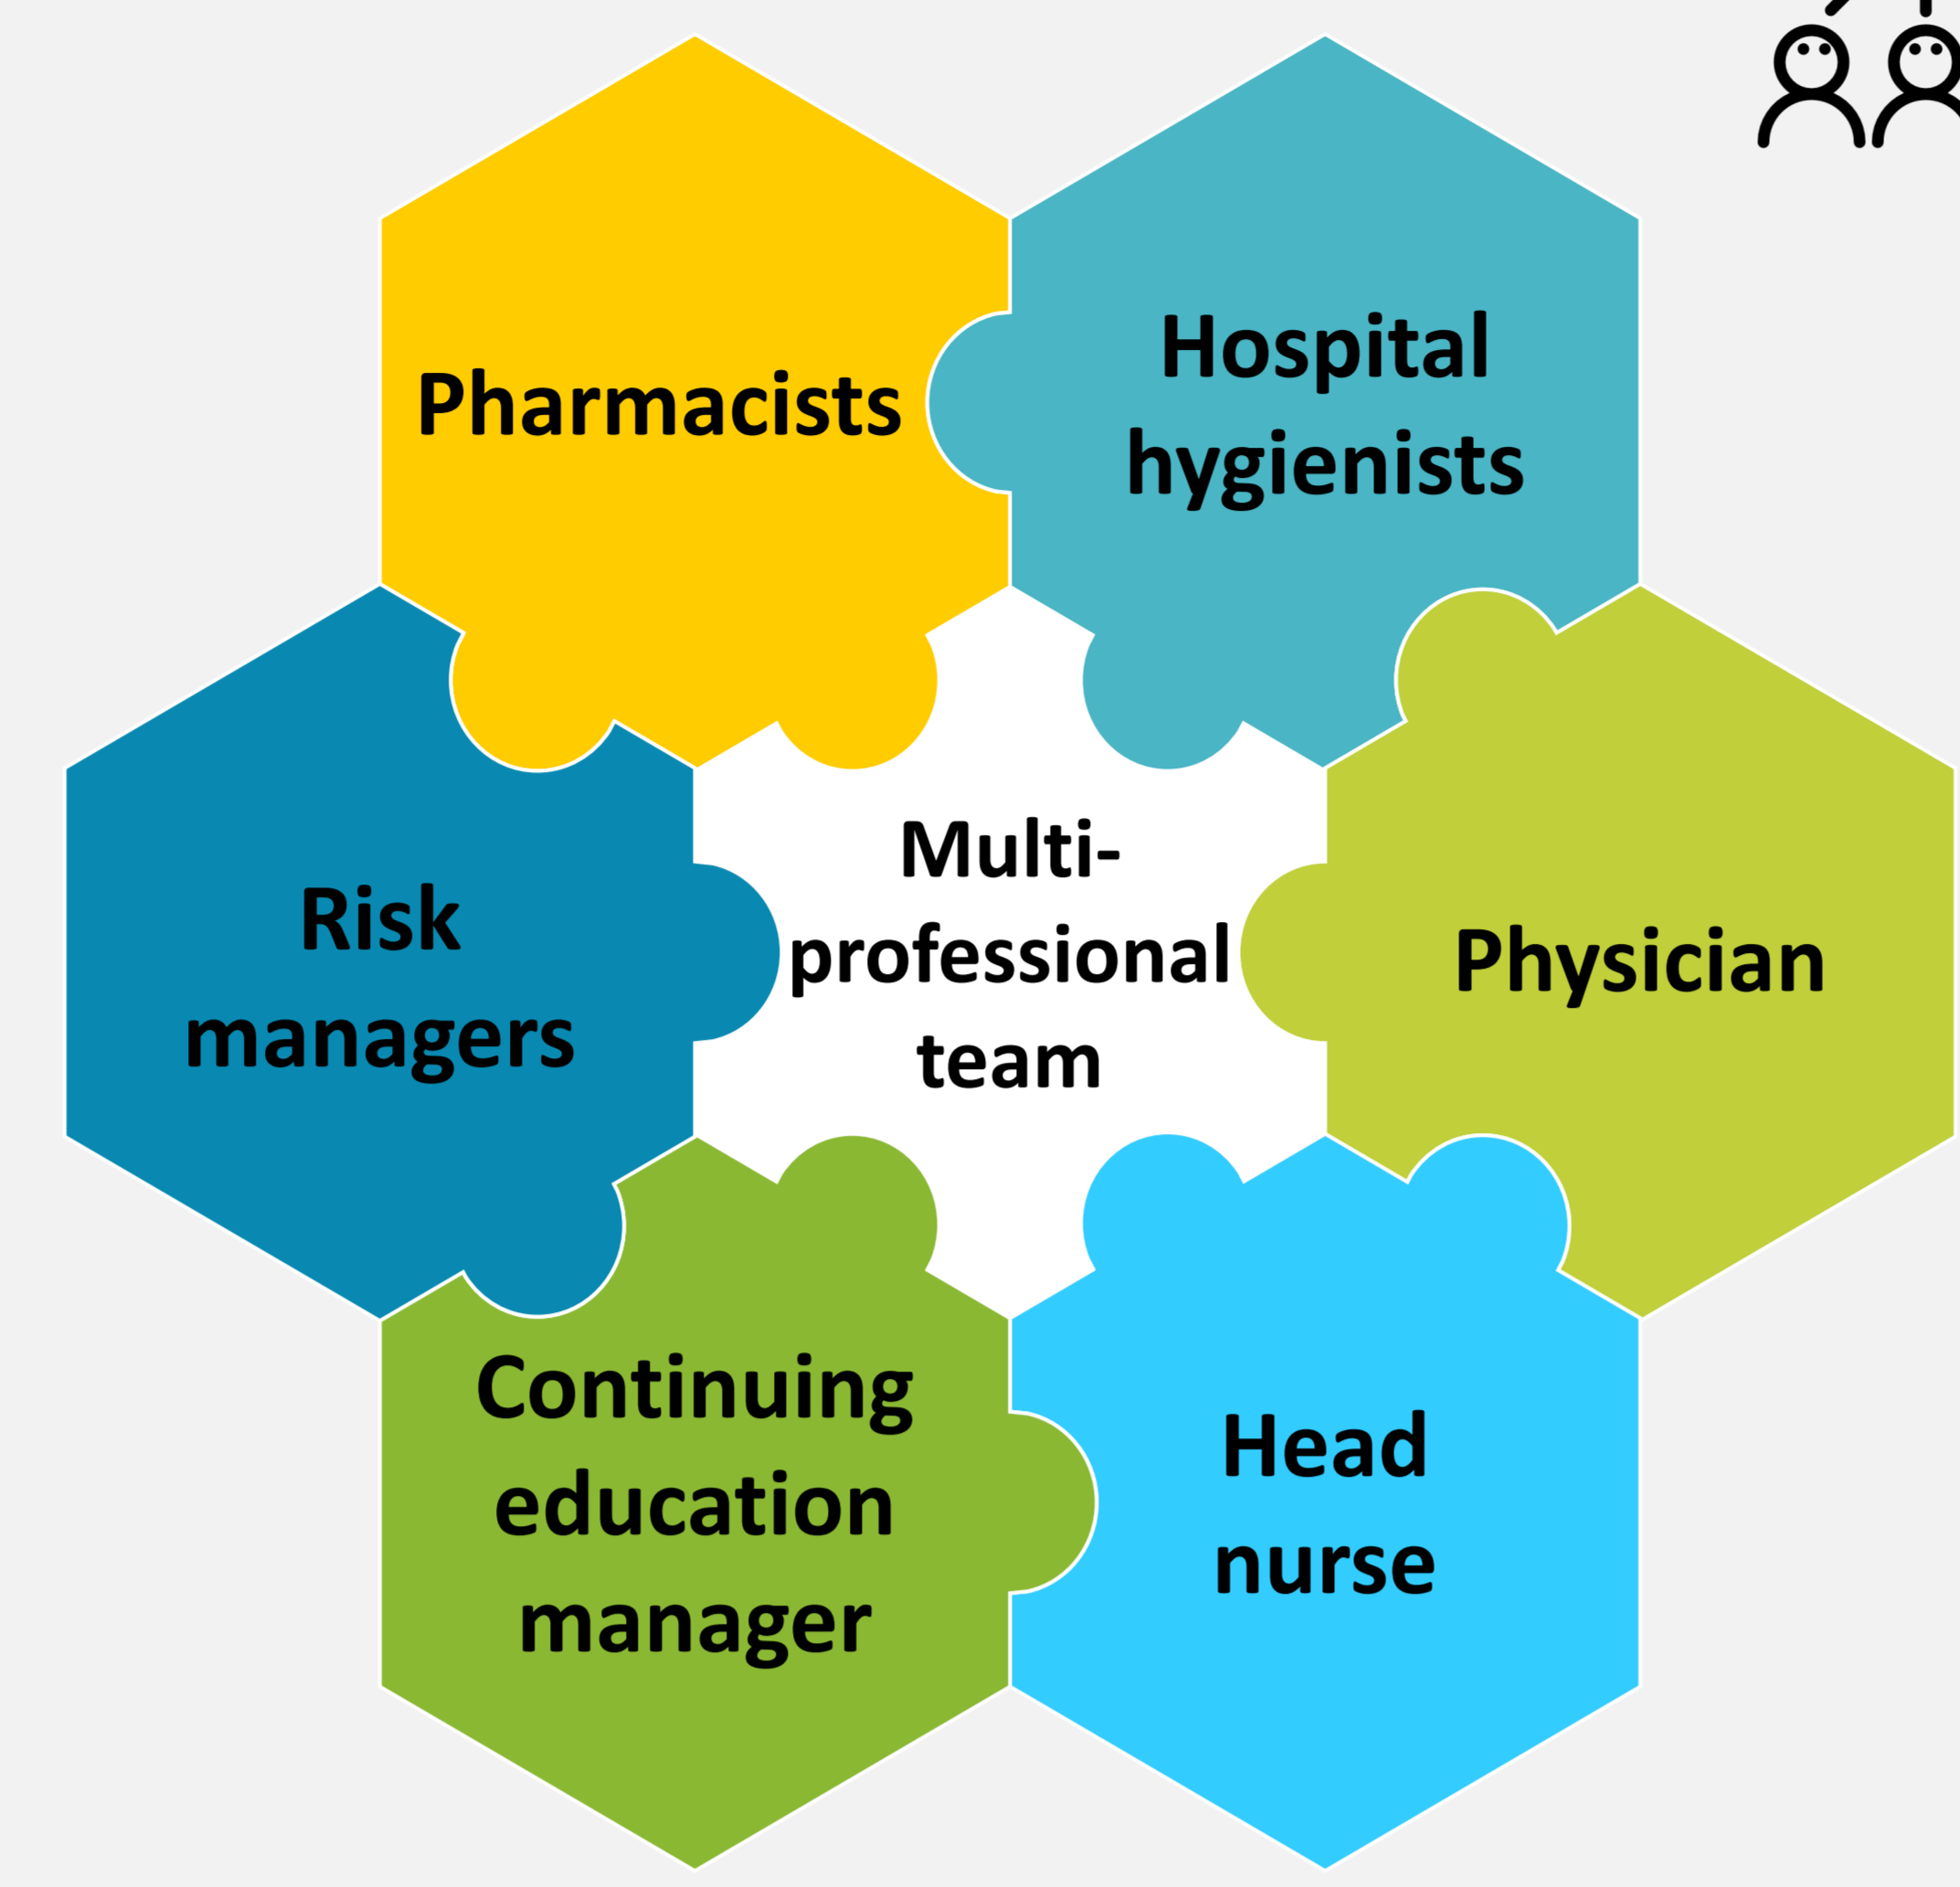 Pharmacists
Hospital
hygienists
Risk
managers
Multi-
professional
team
Physician
Continuing
education
manager
Head
nurse